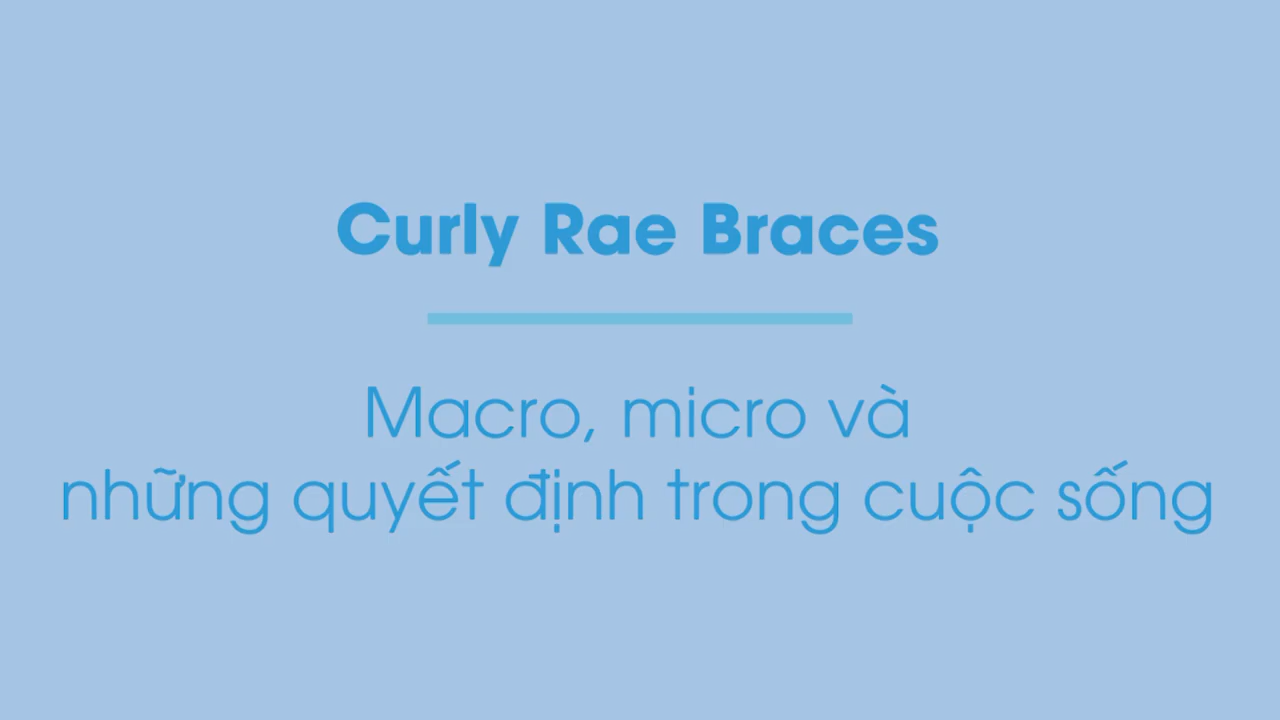 Curly Rae Braces
Macro, micro và
những quyết định trong cuộc sống